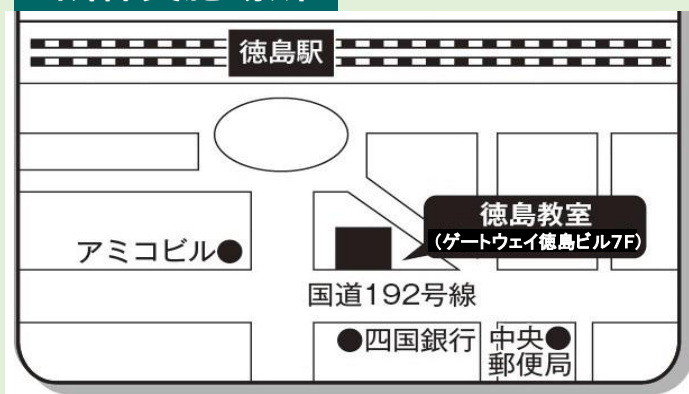 徳島駅
徳島教室
(ゲートウェイ徳島ビル7F)
アミコビル
国道192号線
四国銀行
中央
郵便局